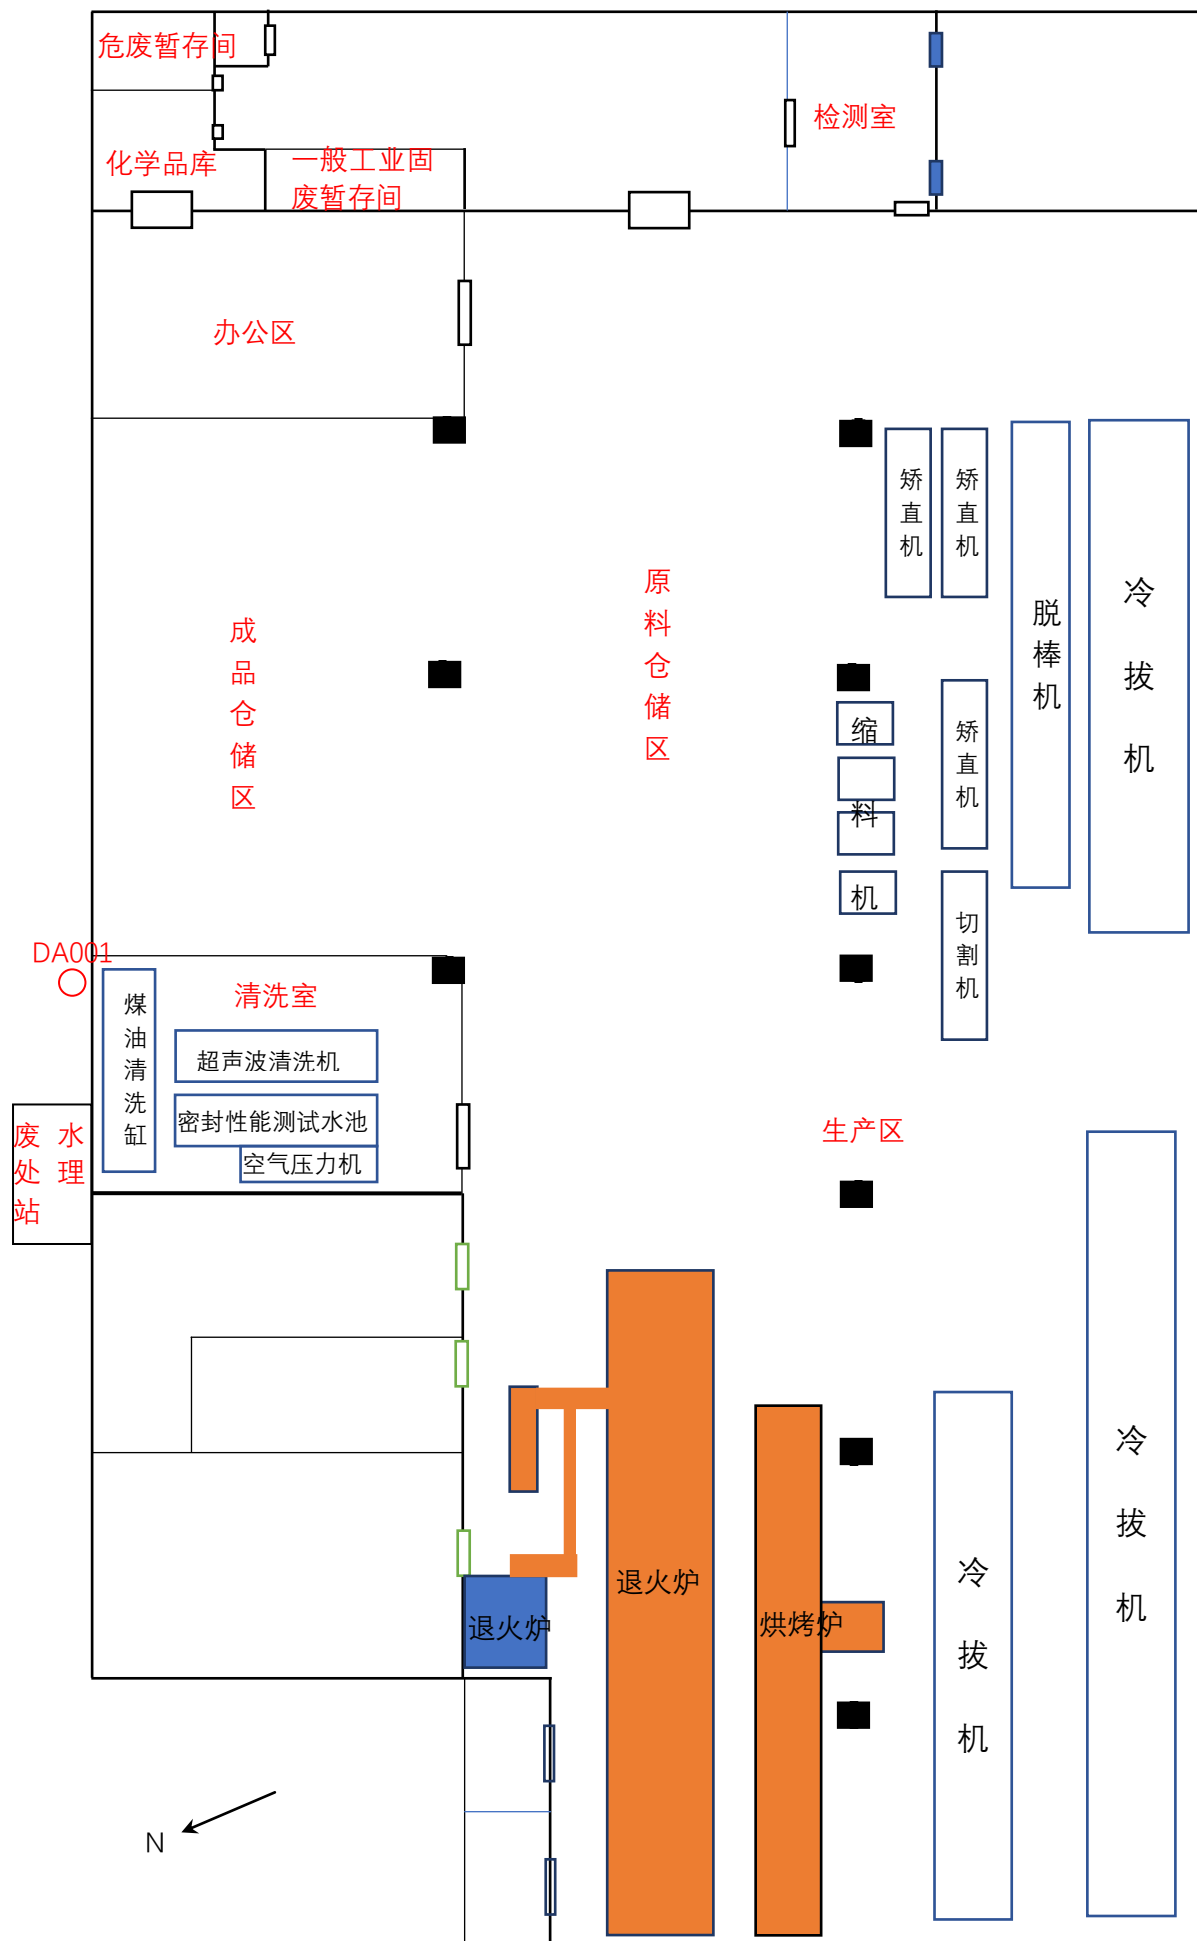 危废暂存间
检测室
化学品库
一般工业固
废暂存间
办公区
矫直机
矫直机
脱棒机
冷拔机
成品仓储区
原料仓储区
缩料机
矫直机
切割机
DA001
清洗室
煤油清洗缸
超声波清洗机
密封性能测试水池
空气压力机
废水
处理
站
生产区
退火炉
退火炉
烘烤炉
冷拔机
冷拔机
N